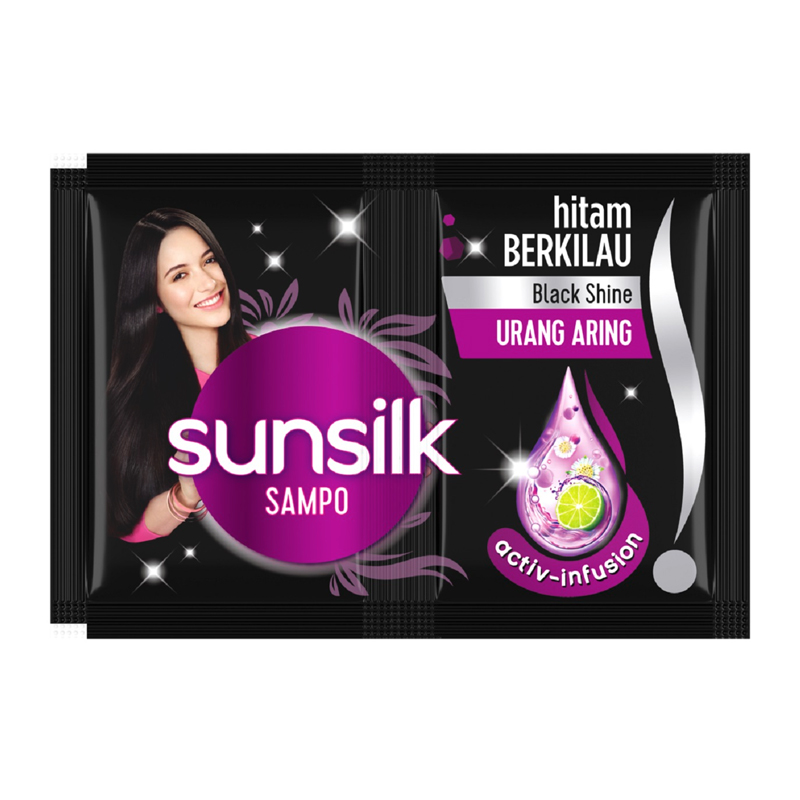 sunsilk
SAMPO
hitam
BERKILAU
Black Shine
URANG ARING
activ-infusion